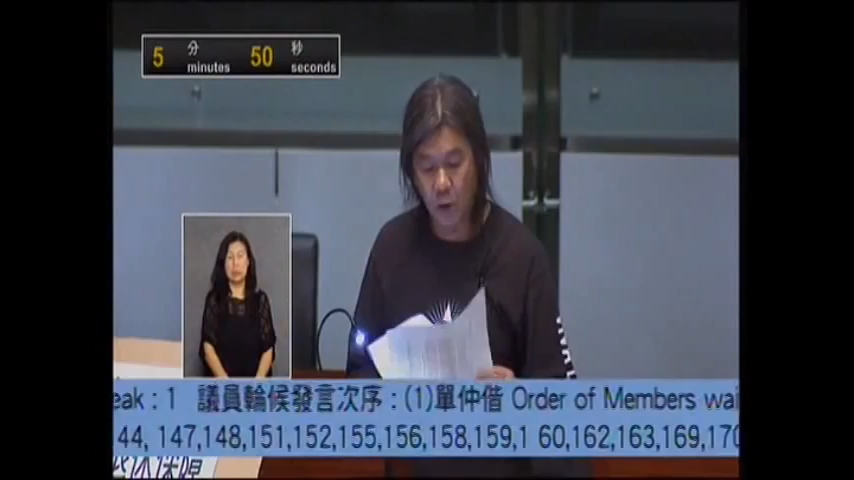 5 分 minutes 50 秒 seconds
eak : 1 議員輪候發言次序 : (1)單仲偕 Order of Members wai
44, 147,148,151,152,155,156,158,159,1 60,162,163,169,170